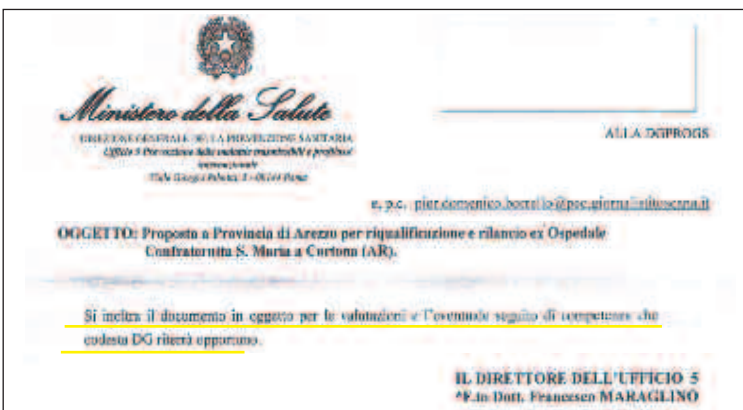 Ministero della Salute
DIREZIONE GENERALE DELLA PREVENZIONE SANITARIA
Ufficio 5 Prevenzione delle malattie trasmissibili e profilassi
internazionale
Viale Giorgio Ribotta, 5 - 00144 Roma
ALLA DGPROGS
e, p.c. pier.domenico.borrello@pec.giornalistitoscana.it
OGGETTO: Proposta a Provincia di Arezzo per riqualificazione e rilancio ex Ospedale
Confraternita S. Maria a Cortona (AR).
Si inoltra il documento in oggetto per le valutazioni e l'eventuale seguito di competenza che
codesta DG riterrà opportuno.
IL DIRETTORE DELL'UFFICIO 5
*F.to Dott. Francesco MARAGLINO